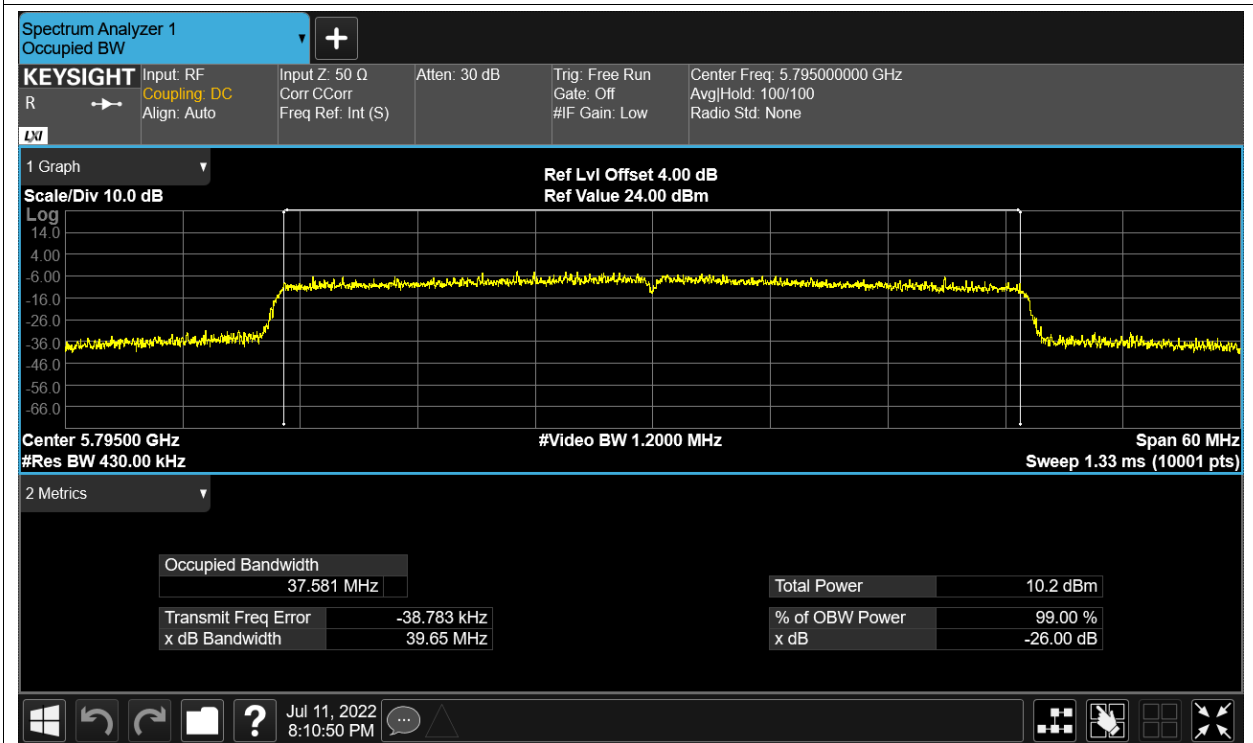 Spectrum Analyzer 1
Occupied BW
+
KEYSIGHT
R
LXI
Input: RF
Coupling: DC
Align: Auto
Input Z: 50 Ω
Corr CCorr
Freq Ref: Int (S)
Atten: 30 dB
Trig: Free Run
Gate: Off
#IF Gain: Low
Center Freq: 5.795000000 GHz
Avg|Hold: 100/100
Radio Std: None
1 Graph
Scale/Div 10.0 dB
Ref Lvl Offset 4.00 dB
Ref Value 24.00 dBm
Log
14.0
4.00
-6.00
-16.0
-26.0
-36.0
-46.0
-56.0
-66.0
Center 5.79500 GHz
#Res BW 430.00 kHz
#Video BW 1.2000 MHz
Span 60 MHz
Sweep 1.33 ms (10001 pts)
2 Metrics
Occupied Bandwidth
37.581 MHz
Transmit Freq Error -38.783 kHz
x dB Bandwidth 39.65 MHz
Total Power 10.2 dBm
% of OBW Power 99.00 %
x dB -26.00 dB
?
Jul 11, 2022
8:10:50 PM